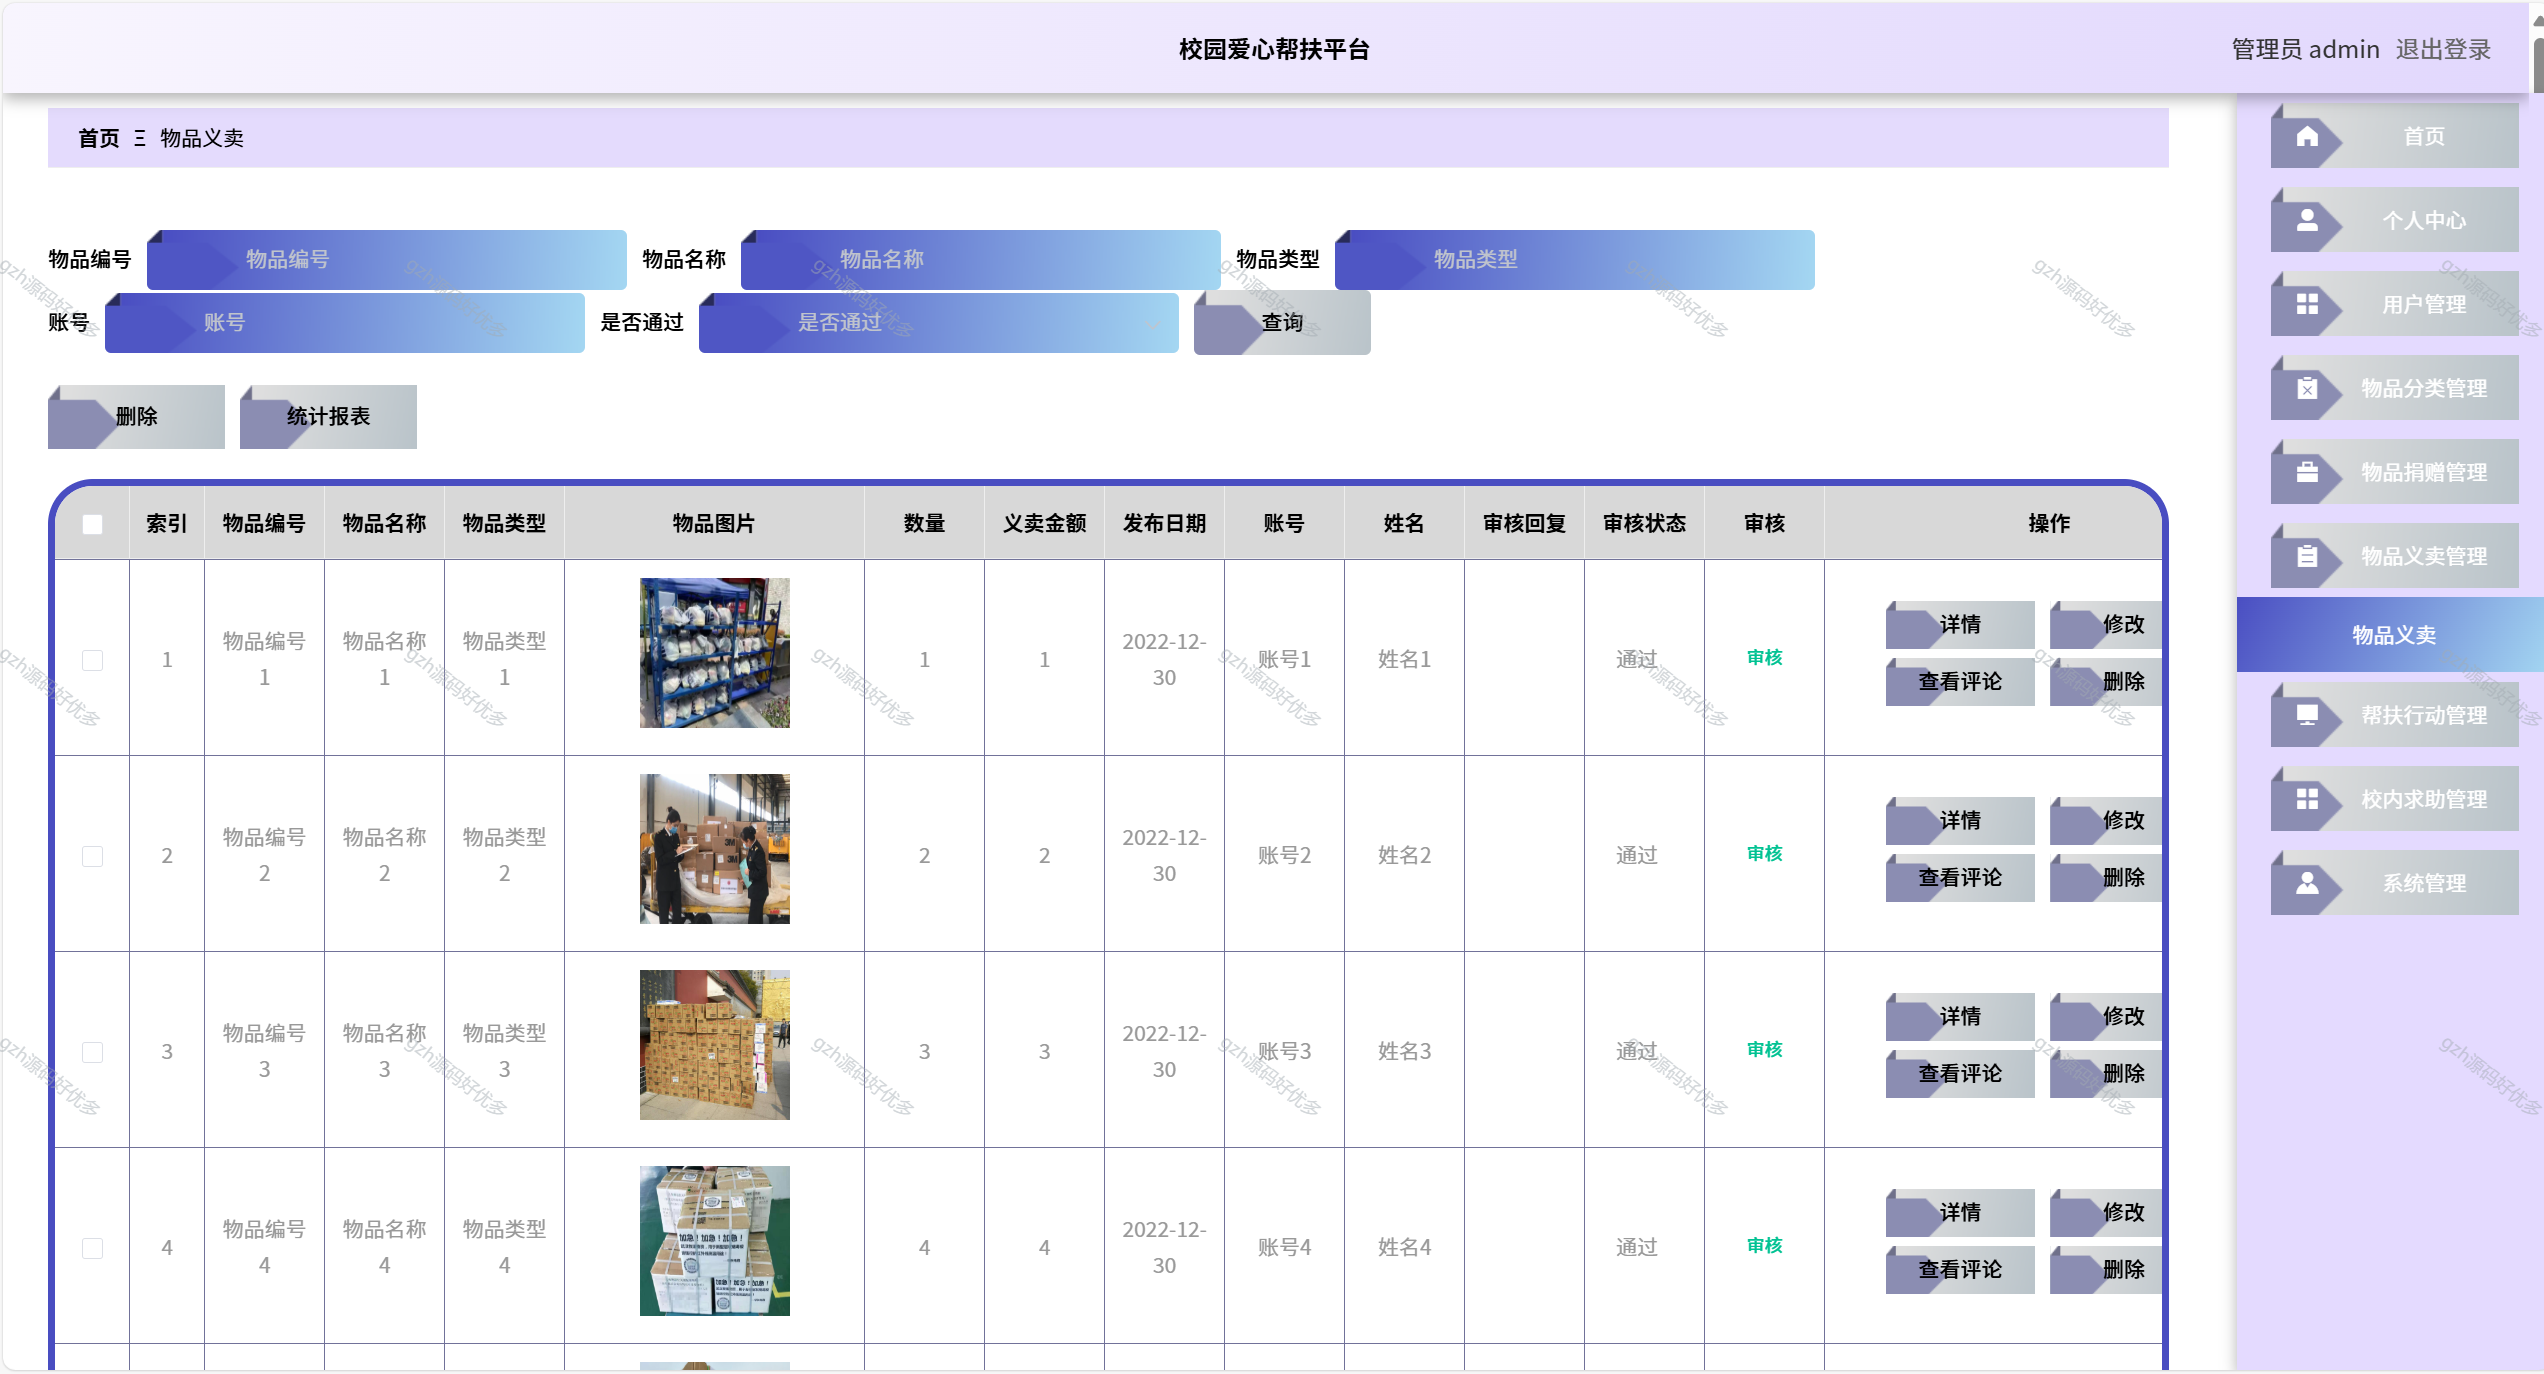 校园爱心帮扶平台
管理员 admin 退出登录
首页 Ξ 物品义卖
物品编号 物品编号 物品名称 物品名称 物品类型 物品类型
账号 账号 是否通过 是否通过 查询
删除 统计报表
索引 物品编号 物品名称 物品类型 物品图片 数量 义卖金额 发布日期 账号 姓名 审核回复 审核状态 审核 操作
1 物品编号1 物品名称1 物品类型1 1 1 2022-12-30 账号1 姓名1 通过 审核 详情 修改 查看评论 删除
2 物品编号2 物品名称2 物品类型2 2 2 2022-12-30 账号2 姓名2 通过 审核 详情 修改 查看评论 删除
3M
3 物品编号3 物品名称3 物品类型3 3 3 2022-12-30 账号3 姓名3 通过 审核 详情 修改 查看评论 删除
4 物品编号4 物品名称4 物品类型4 4 4 2022-12-30 账号4 姓名4 通过 审核 详情 修改 查看评论 删除
加急！加急！加急！
加急！加急！加急！
首页
个人中心
用户管理
物品分类管理
物品捐赠管理
物品义卖管理
物品义卖
帮扶行动管理
校内求助管理
系统管理
gzh源码好优多